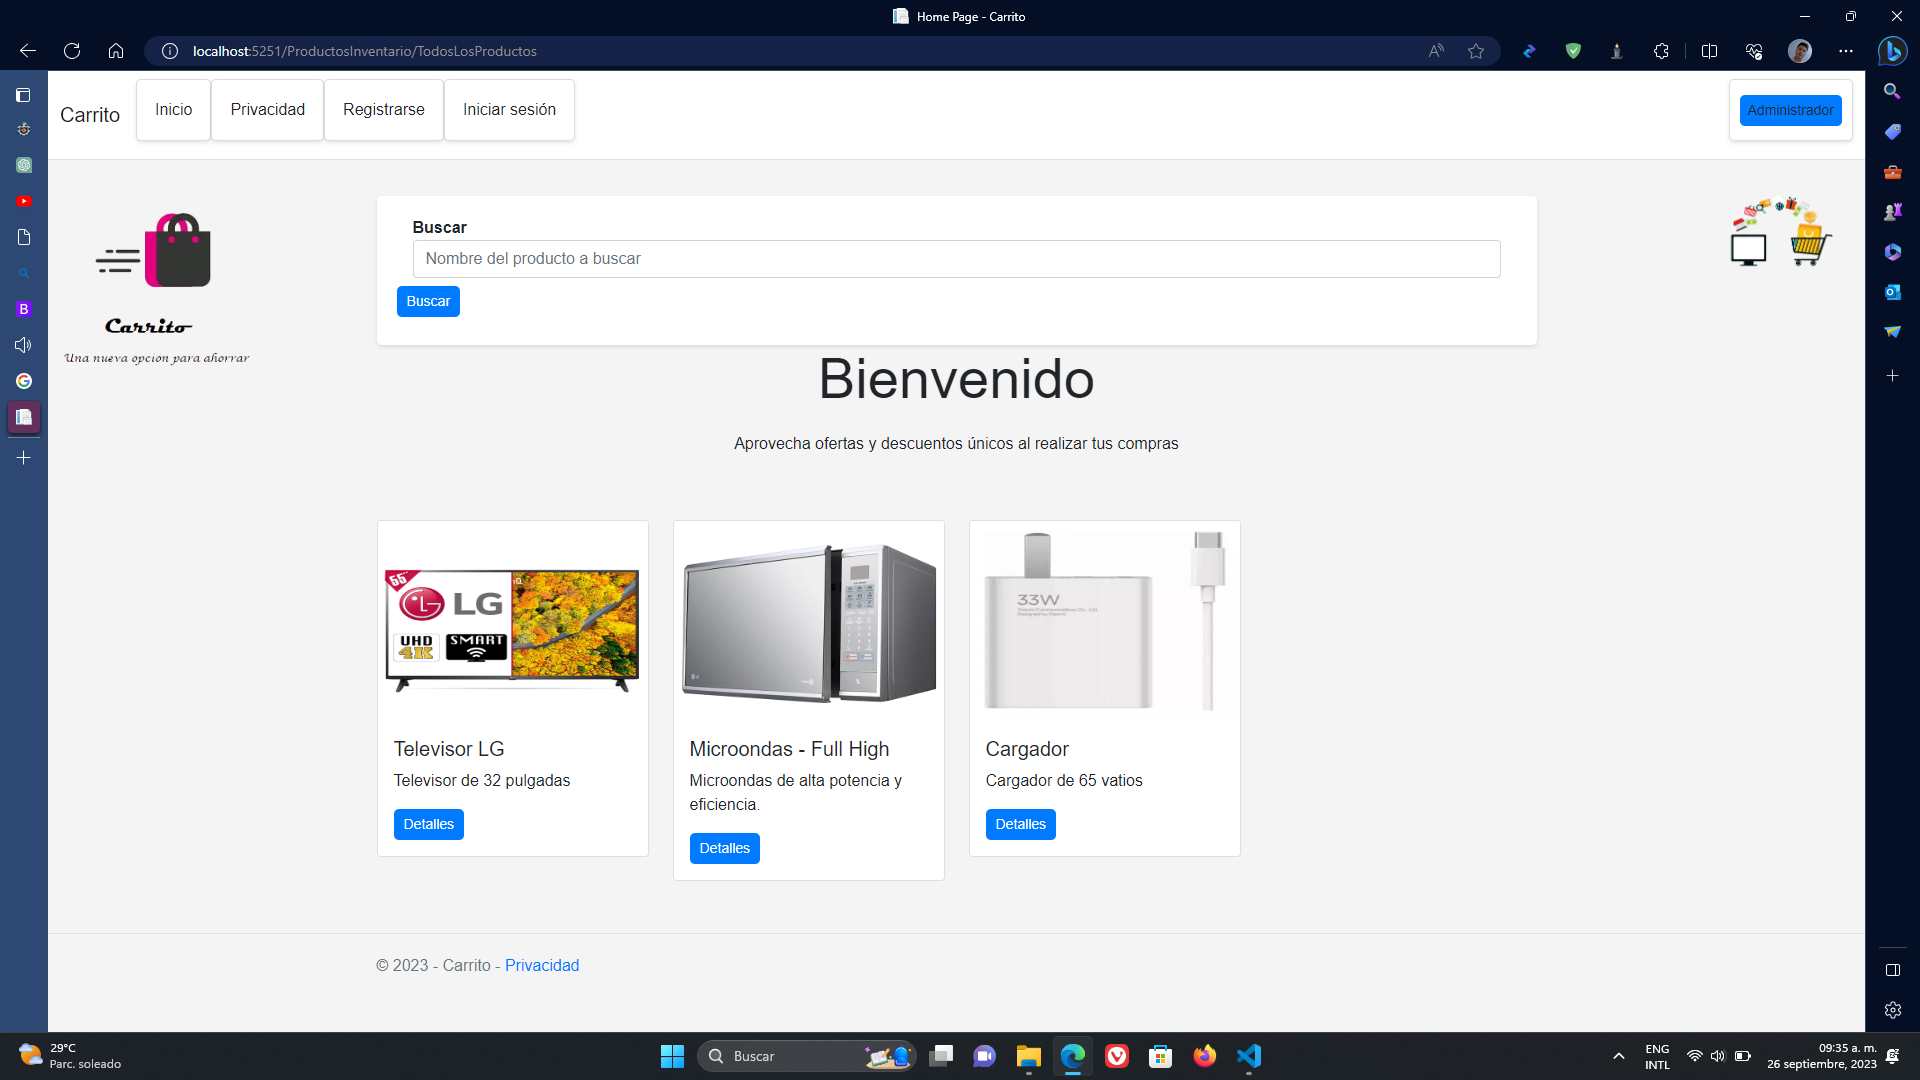 Home Page - Carrito
localhost:5251/ProductosInventario/TodosLosProductos
Carrito
Inicio
Privacidad
Registrarse
Iniciar sesión
Administrador
Carrito
Una nueva opcion para ahorrar
Buscar
Nombre del producto a buscar
Buscar
Bienvenido
Aprovecha ofertas y descuentos únicos al realizar tus compras
55"
LG
UHD
4K
SMART
33W
Televisor LG
Televisor de 32 pulgadas
Detalles
Microondas - Full High
Microondas de alta potencia y
eficiencia.
Detalles
Cargador
Cargador de 65 vatios
Detalles
© 2023 - Carrito - Privacidad
29°C
Parc. soleado
Buscar
ENG
INTL
09:35 a. m.
26 septiembre, 2023